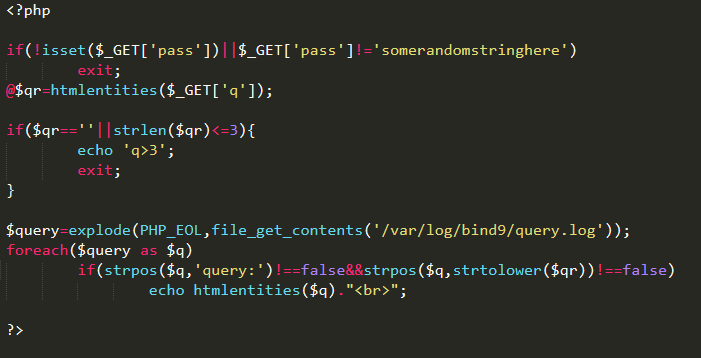 <?php
if(!isset($_GET['pass'])||$_GET['pass']!='somerandomstringhere')
exit;
@$qr=htmlentities($_GET['q']);
if($qr==''||strlen($qr)<=3){
echo 'q>3';
exit;
}
$query=explode(PHP_EOL,file_get_contents('/var/log/bind9/query.log'));
foreach($query as $q)
if(strpos($q,'query:')!==false&&strpos($q,strtolower($qr))!==false)
echo htmlentities($q)."<br>";
?>